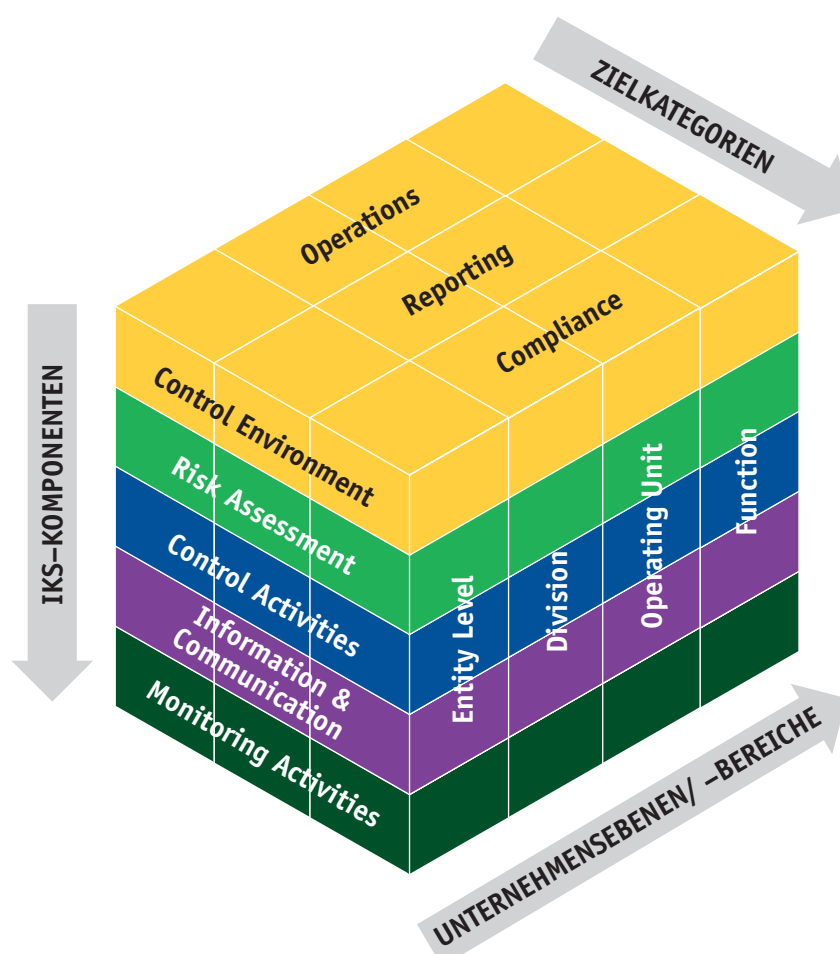 ZIELKATEGORIEN
Operations
Reporting
Compliance
IKS–KOMPONENTEN
Control Environment
Risk Assessment
Control Activities
Information &
Communication
Monitoring Activities
Entity Level
Division
Operating Unit
Function
UNTERNEHMENSEBENEN/ –BEREICHE